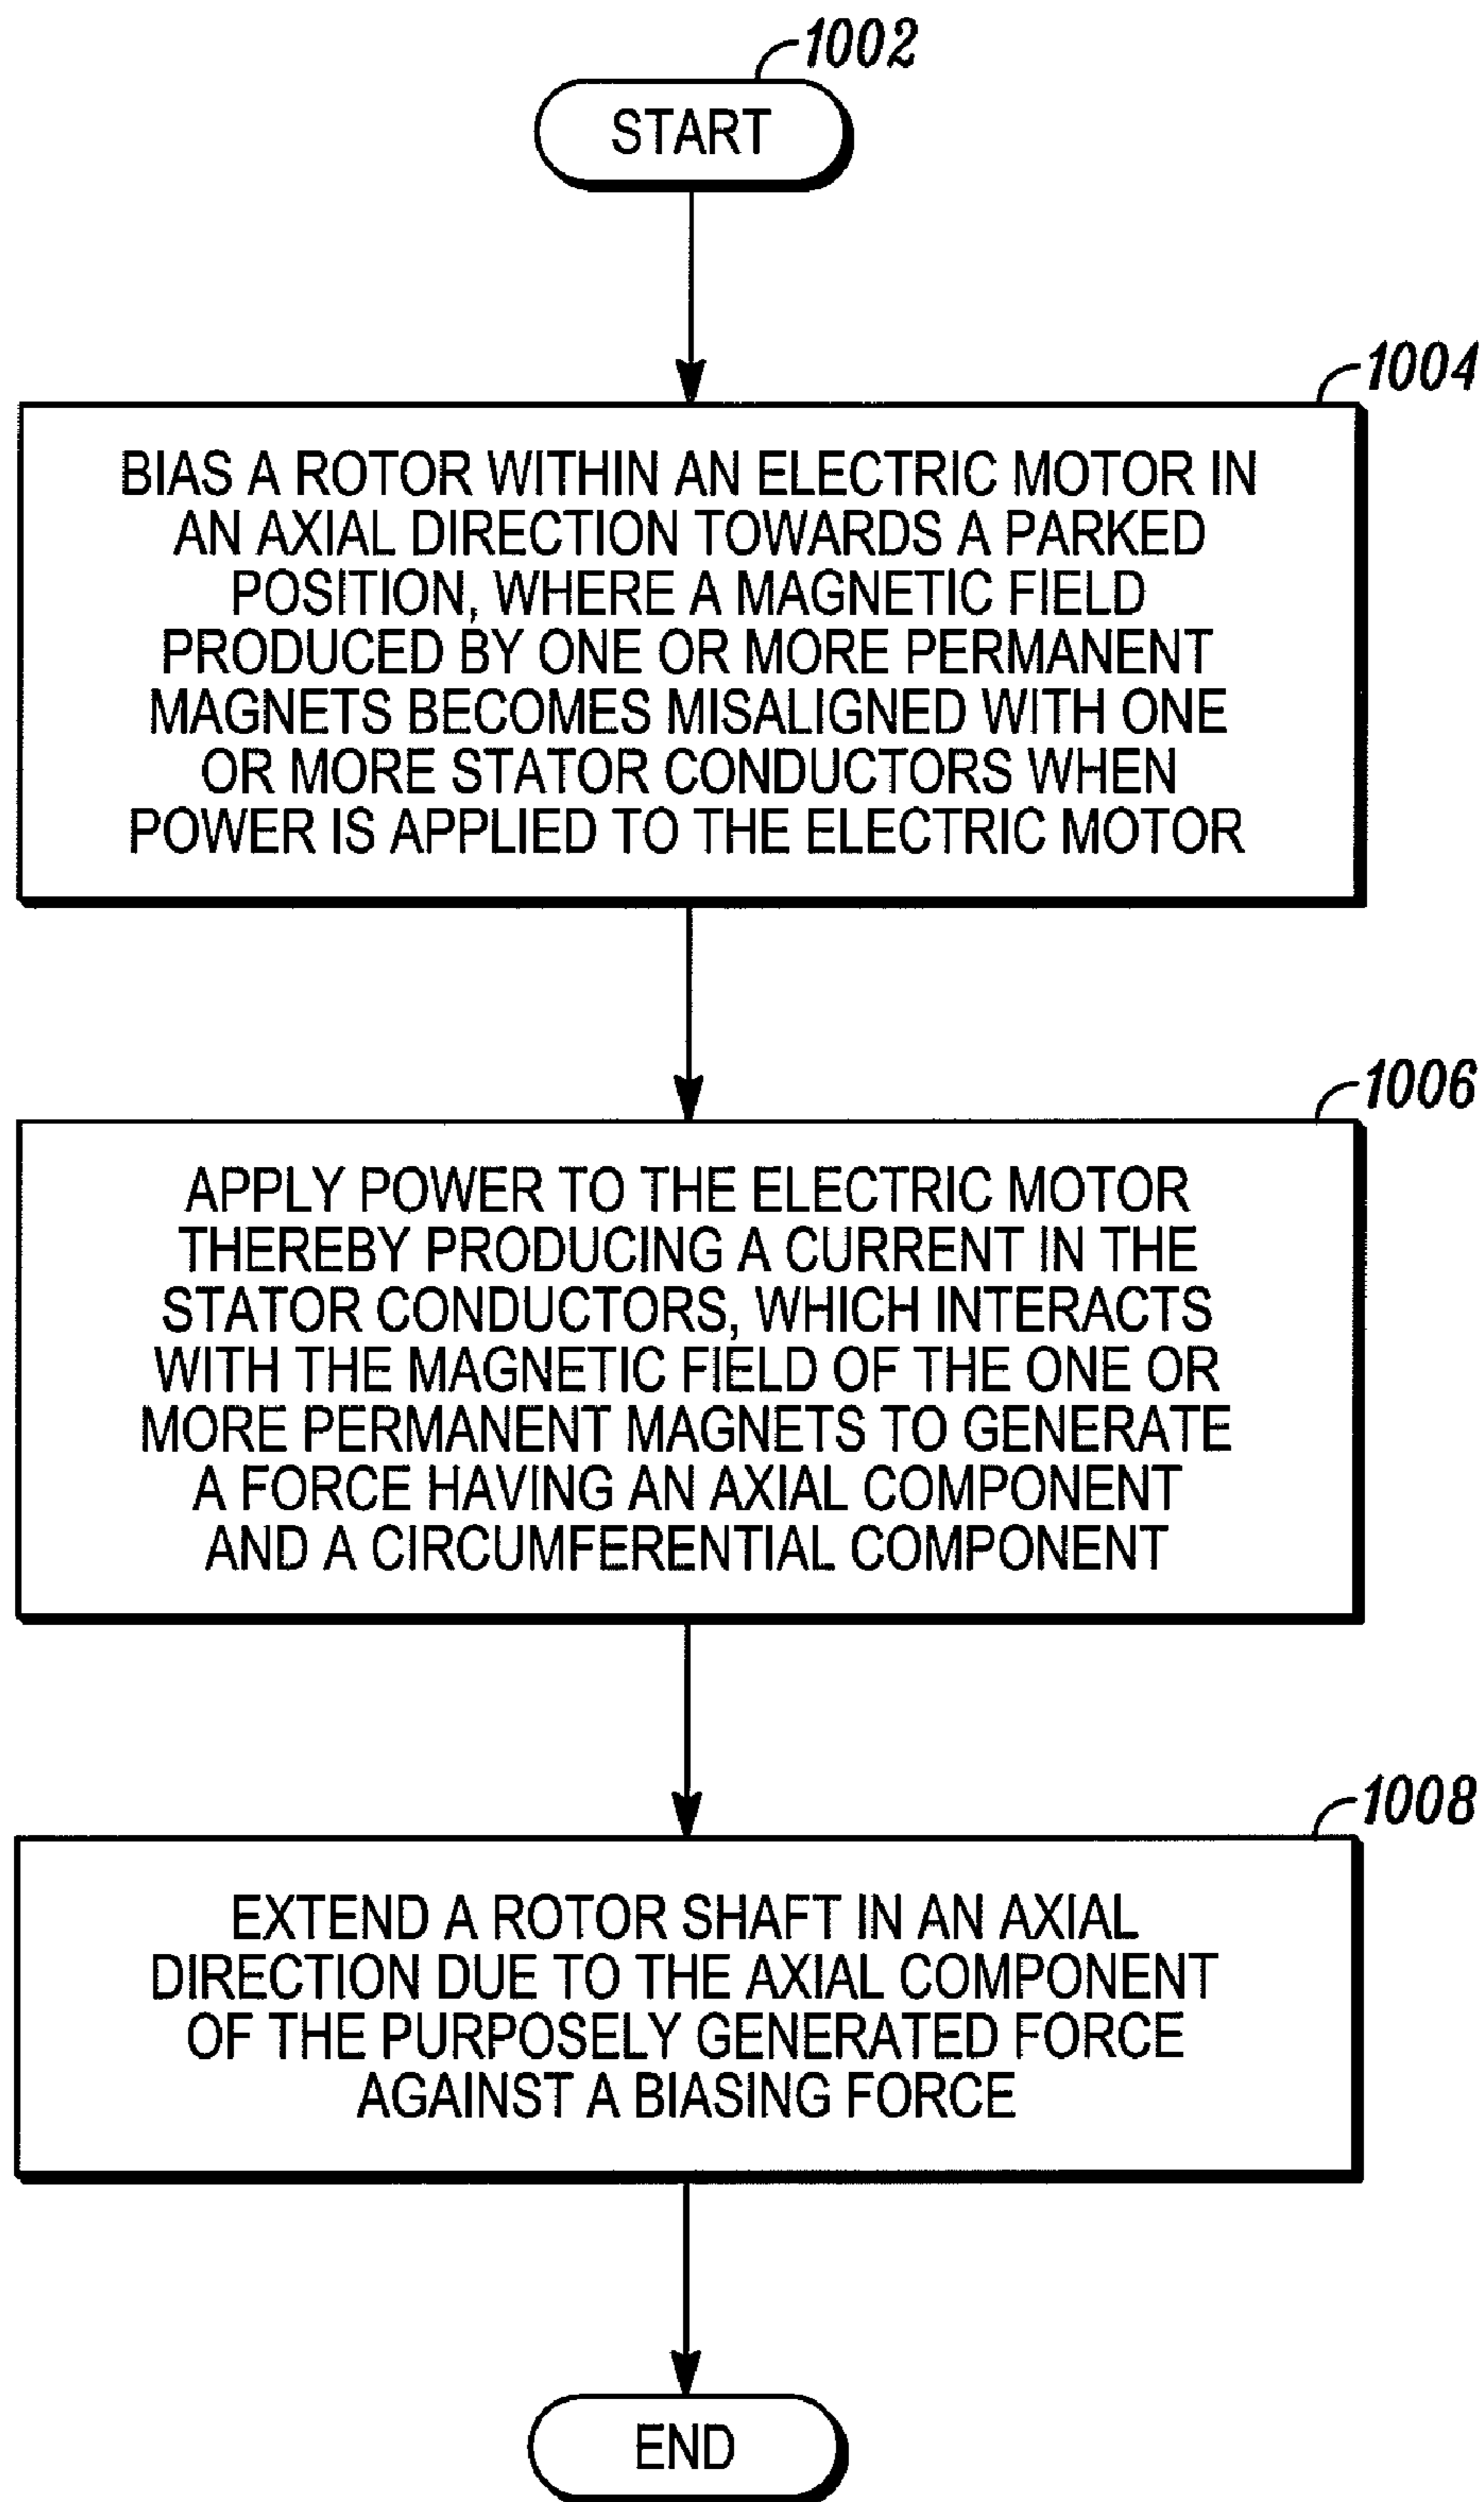 1002
START
1004
BIAS A ROTOR WITHIN AN ELECTRIC MOTOR IN
AN AXIAL DIRECTION TOWARDS A PARKED
POSITION, WHERE A MAGNETIC FIELD
PRODUCED BY ONE OR MORE PERMANENT
MAGNETS BECOMES MISALIGNED WITH ONE
OR MORE STATOR CONDUCTORS WHEN
POWER IS APPLIED TO THE ELECTRIC MOTOR
1006
APPLY POWER TO THE ELECTRIC MOTOR
THEREBY PRODUCING A CURRENT IN THE
STATOR CONDUCTORS, WHICH INTERACTS
WITH THE MAGNETIC FIELD OF THE ONE OR
MORE PERMANENT MAGNETS TO GENERATE
A FORCE HAVING AN AXIAL COMPONENT
AND A CIRCUMFERENTIAL COMPONENT
1008
EXTEND A ROTOR SHAFT IN AN AXIAL
DIRECTION DUE TO THE AXIAL COMPONENT
OF THE PURPOSELY GENERATED FORCE
AGAINST A BIASING FORCE
END